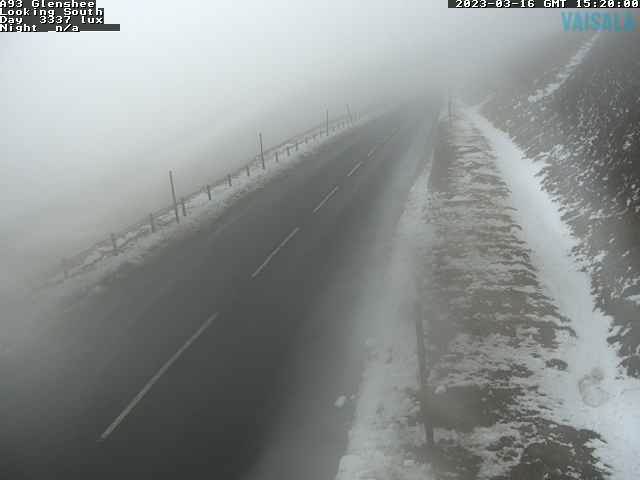 A93 Glenshee
Looking South
Day 3337 lux
Night n/a
2023-03-16 GMT 15:20:00
VAISALA